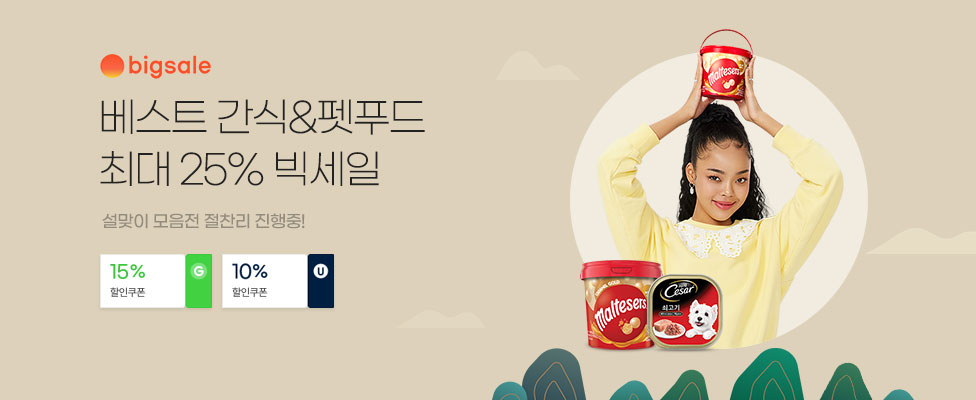 bigsale
베스트 간식&펫푸드
최대 25% 빅세일
설맞이 모음전 절찬리 진행중!
15%
할인쿠폰
G
10%
할인쿠폰
U
Maltesers
Maltesers
Cesar
쇠고기